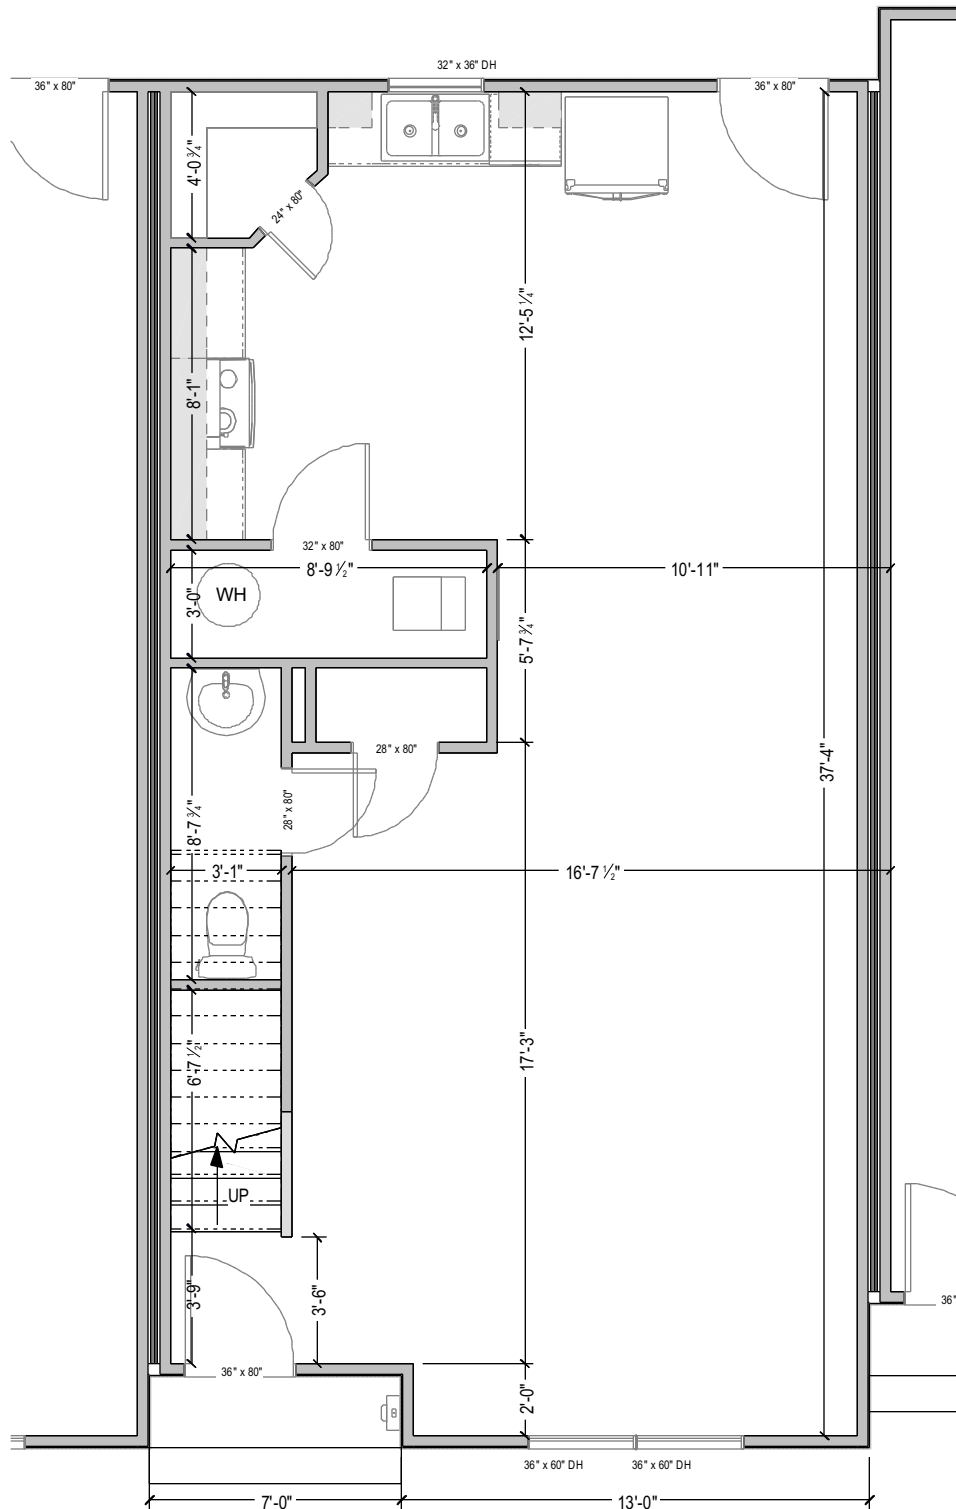 32" x 36" DH
36" x 80"
36" x 80"
4'-0 ¾"
24" x 80"
12'-5 ¼"
8'-1"
32" x 80"
8'-9 ½"
10'-11"
3'-0"
WH
5'-7 ¾"
28" x 80"
37'-4"
28" x 80"
8'-7 ¾"
3'-1"
16'-7 ½"
17'-3"
6'-7 ½"
UP
3'-9"
3'-6"
36"
36" x 80"
2'-0"
36" x 60" DH
36" x 60" DH
7'-0"
13'-0"